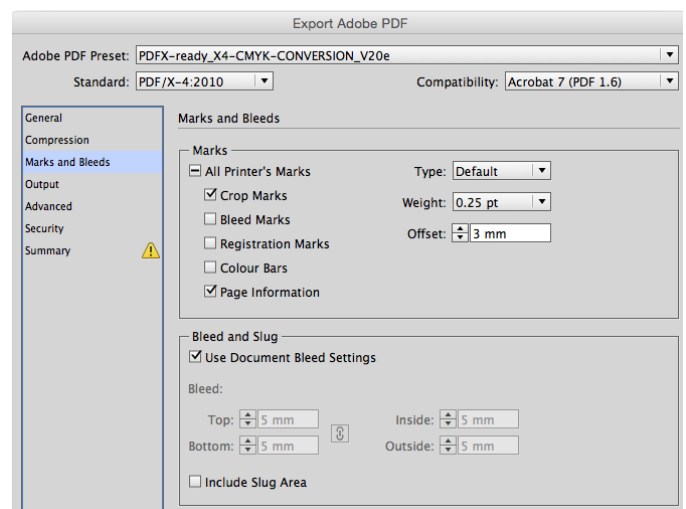 Export Adobe PDF
Adobe PDF Preset: PDFX-ready_X4-CMYK-CONVERSION_V20e
Standard: PDF/X-4:2010 Compatibility: Acrobat 7 (PDF 1.6)
General
Compression
Marks and Bleeds
Output
Advanced
Security
Summary
Marks and Bleeds
Marks
All Printer's Marks Type: Default
Crop Marks Weight: 0.25 pt
Bleed Marks Offset: 3 mm
Registration Marks
Colour Bars
Page Information
Bleed and Slug
Use Document Bleed Settings
Bleed:
Top: 5 mm Inside: 5 mm
Bottom: 5 mm Outside: 5 mm
Include Slug Area